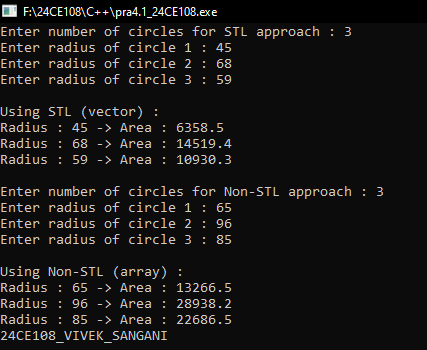 F:\24CE108\C++\pra4.1_24CE108.exe
Enter number of circles for STL approach : 3
Enter radius of circle 1 : 45
Enter radius of circle 2 : 68
Enter radius of circle 3 : 59
Using STL (vector) :
Radius : 45 -> Area : 6358.5
Radius : 68 -> Area : 14519.4
Radius : 59 -> Area : 10930.3
Enter number of circles for Non-STL approach : 3
Enter radius of circle 1 : 65
Enter radius of circle 2 : 96
Enter radius of circle 3 : 85
Using Non-STL (array) :
Radius : 65 -> Area : 13266.5
Radius : 96 -> Area : 28938.2
Radius : 85 -> Area : 22686.5
24CE108_VIVEK_SANGANI